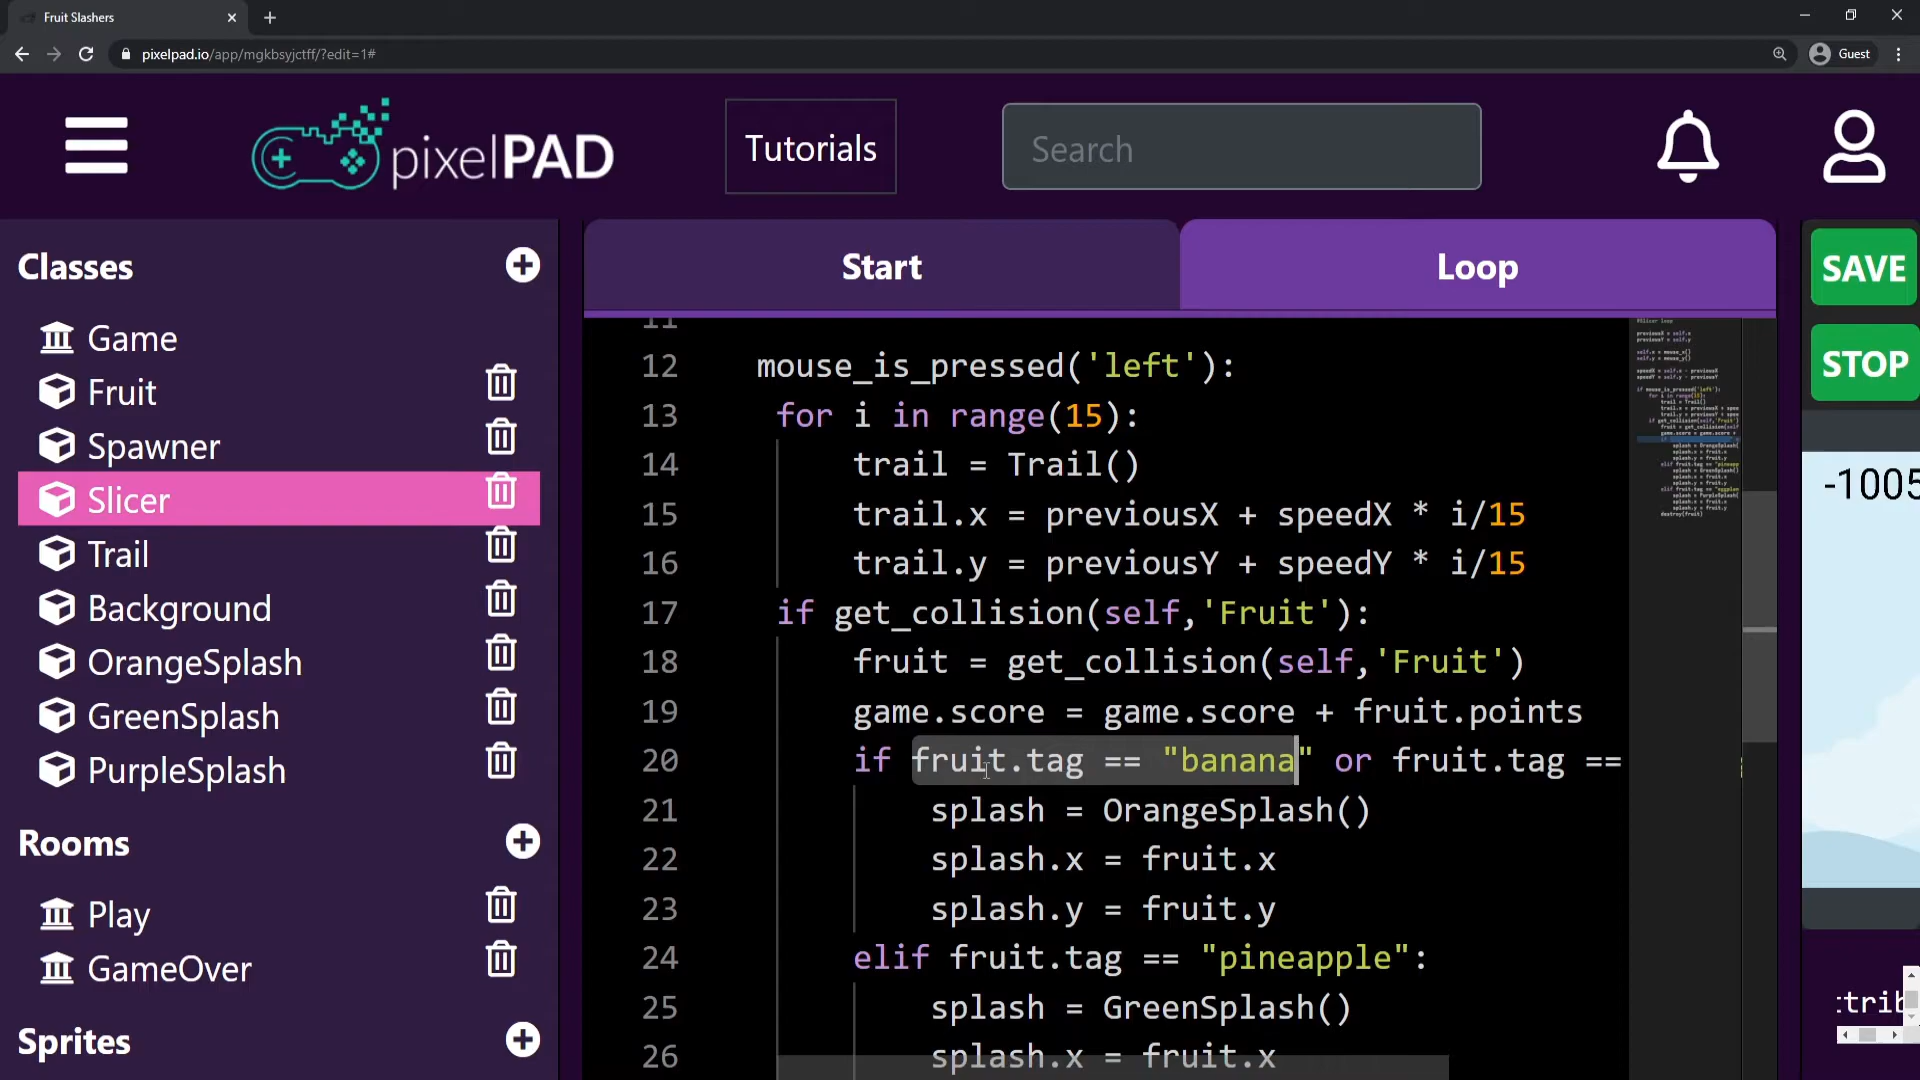 Fruit Slashers
pixelpad.io/app/mgkbsyjctff/?edit=1#
Guest
pixelPAD
Tutorials
Search
Classes
Game
Fruit
Spawner
Slicer
Trail
Background
OrangeSplash
GreenSplash
PurpleSplash
Rooms
Play
GameOver
Sprites
Start
Loop
11
12 mouse_is_pressed('left'):
13 for i in range(15):
14 trail = Trail()
15 trail.x = previousX + speedX * i/15
16 trail.y = previousY + speedY * i/15
17 if get_collision(self,'Fruit'):
18 fruit = get_collision(self,'Fruit')
19 game.score = game.score + fruit.points
20 if fruit.tag == "banana" or fruit.tag ==
21 splash = OrangeSplash()
22 splash.x = fruit.x
23 splash.y = fruit.y
24 elif fruit.tag == "pineapple":
25 splash = GreenSplash()
26 splash.x = fruit.x
SAVE
STOP
-1005